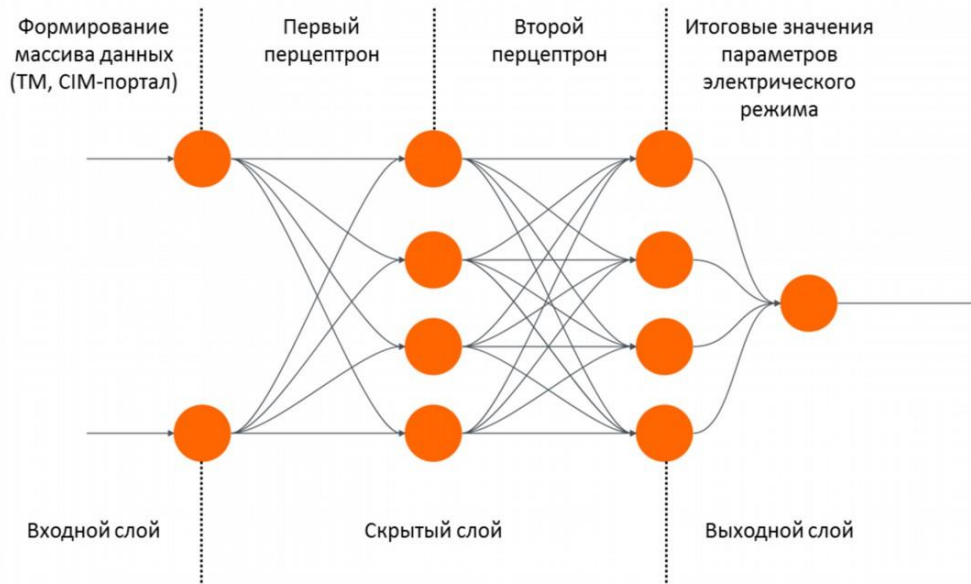 Формирование
массива данных
(ТМ, CIM-портал)
Первый
перцептрон
Второй
перцептрон
Итоговые значения
параметров
электрического
режима
Входной слой
Скрытый слой
Выходной слой